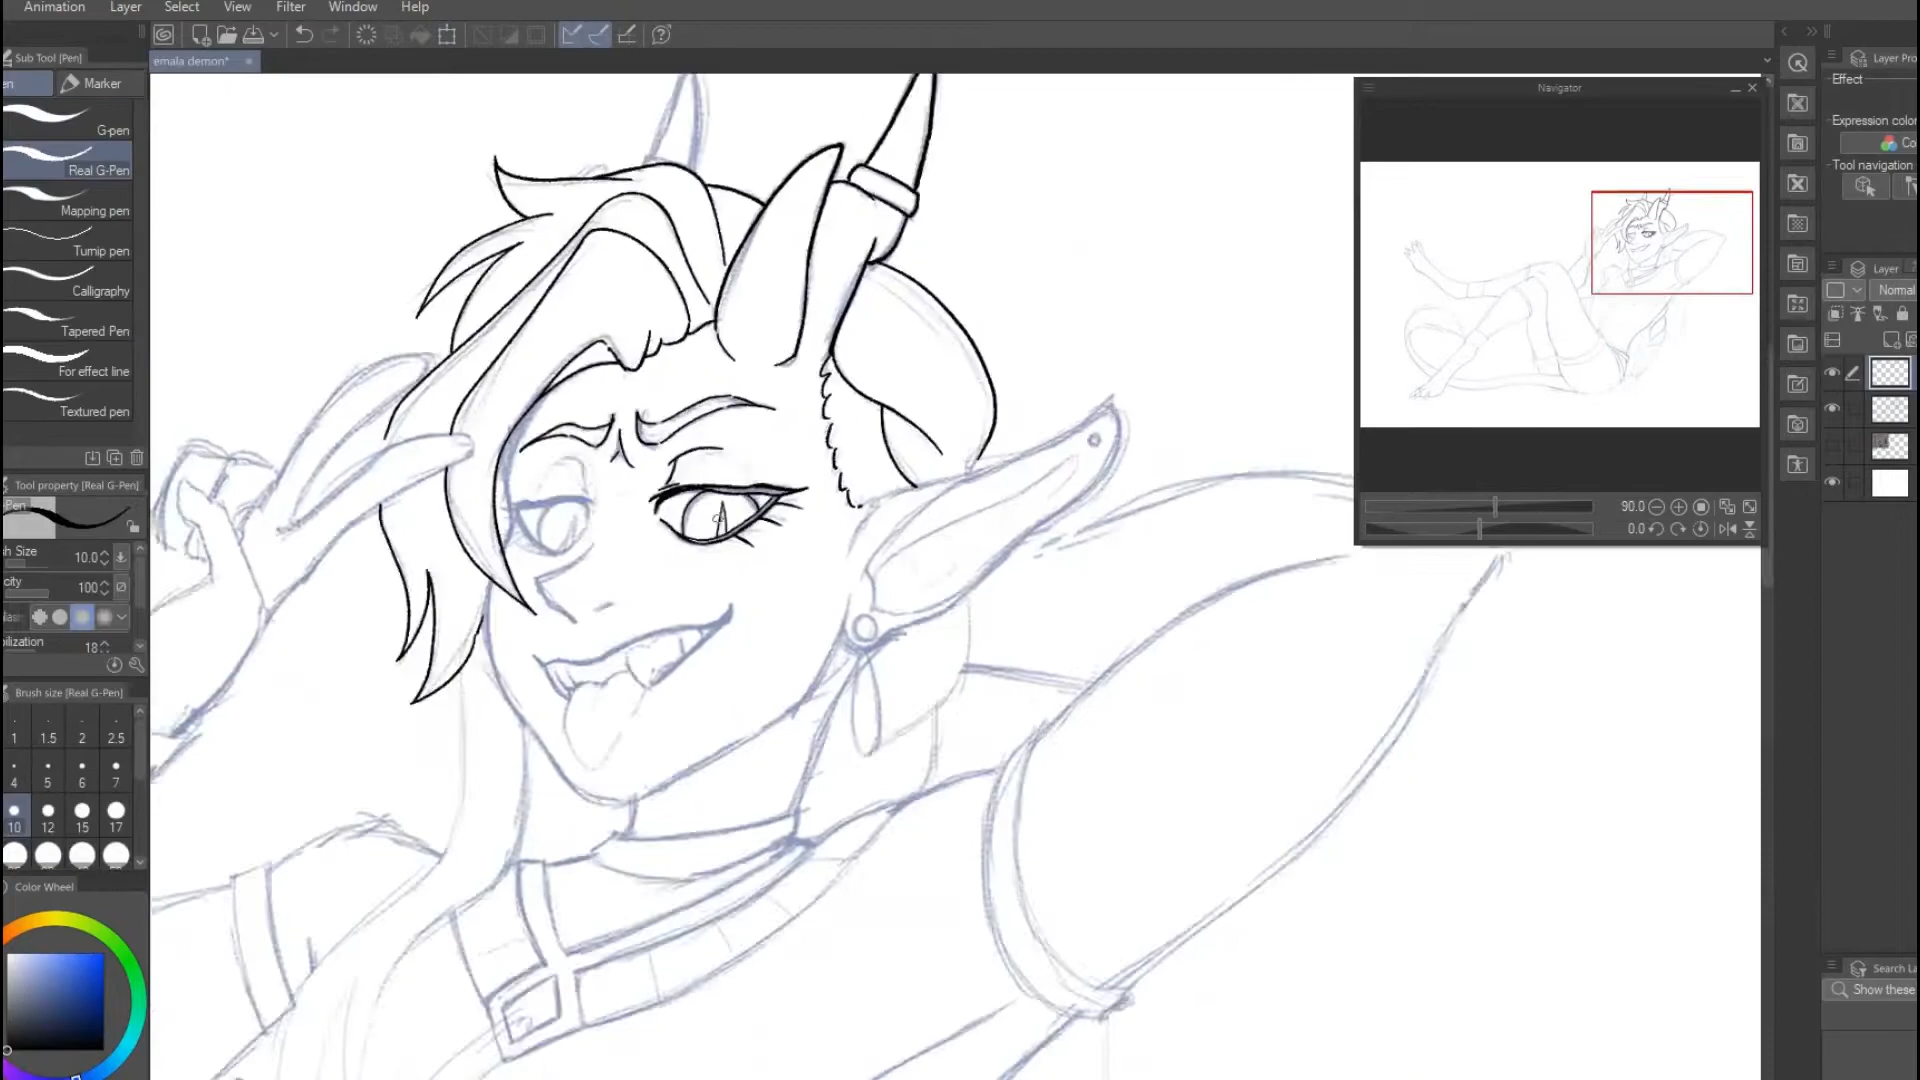 Animation Layer Select View Filter Window Help
Sub Tool [Pen]
emala demon*
Navigator
Layer Pro
en Marker
Effect
G-pen
Expression color
Real G-Pen
Co
Tool navigation
Mapping pen
Turnip pen
Layer
Calligraphy
Normal
Tapered Pen
For effect line
Textured pen
Tool property [Real G-Pen]
Pen
90.0
0.0
sh Size 10.0
city 100
ilization 18
Brush size [Real G-Pen]
1 1.5 2 2.5
4 5 6 7
10 12 15 17
Color Wheel
Search La
Show these